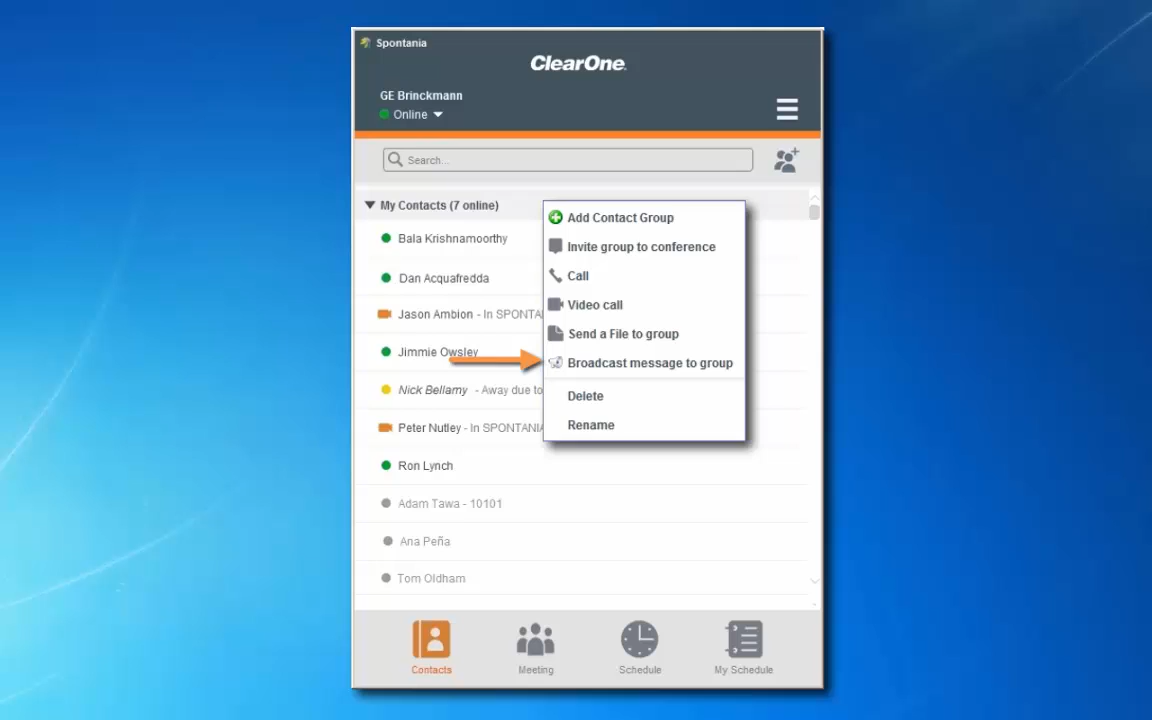 Spontania
ClearOne.
GE Brinckmann
Online
Search...
My Contacts (7 online)
Bala Krishnamoorthy
Dan Acquafredda
Jason Ambion - In SPONTA
Jimmie Owsley
Nick Bellamy - Away due to
Peter Nutley - In SPONTANIA
Ron Lynch
Adam Tawa - 10101
Ana Peña
Tom Oldham
Add Contact Group
Invite group to conference
Call
Video call
Send a File to group
Broadcast message to group
Delete
Rename
Contacts
Meeting
Schedule
My Schedule